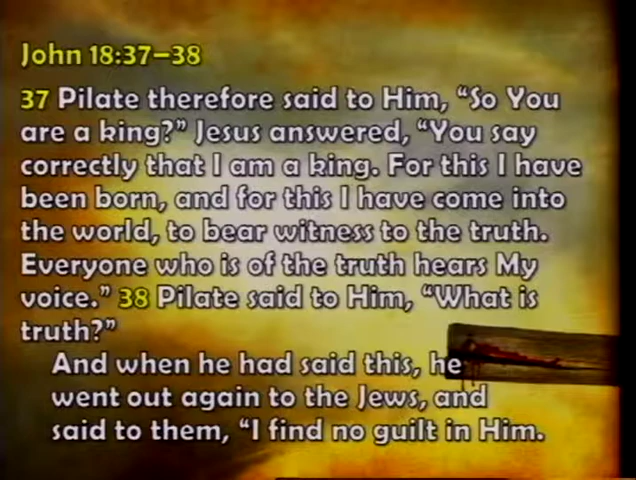 John 18:37–38
37 Pilate therefore said to Him, “So You
are a king?” Jesus answered, “You say
correctly that I am a king. For this I have
been born, and for this I have come into
the world, to bear witness to the truth.
Everyone who is of the truth hears My
voice.” 38 Pilate said to Him, “What is
truth?”
And when he had said this, he
went out again to the Jews, and
said to them, “I find no guilt in Him.